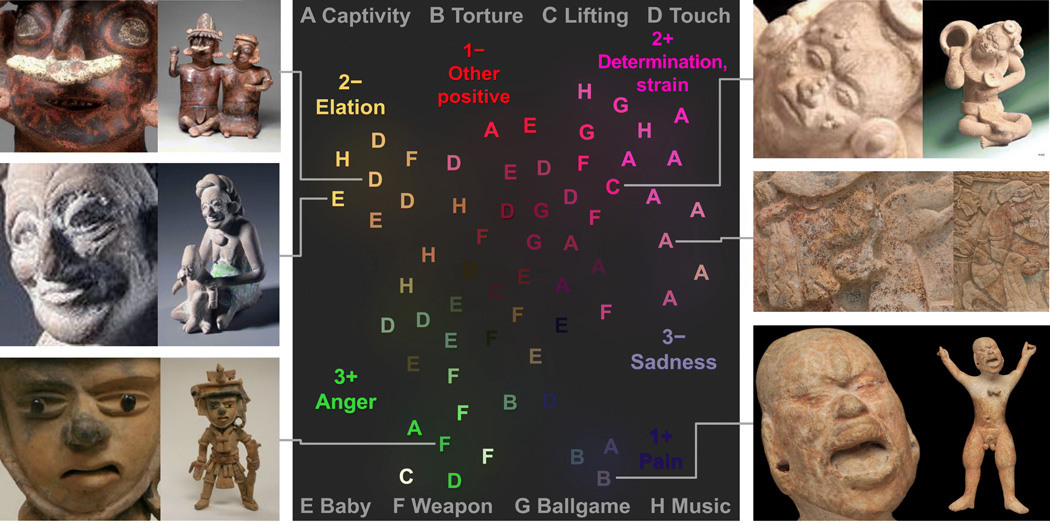 A Captivity B Torture C Lifting D Touch
1−
Other
positive
2+
Determination,
strain
2−
Elation
H
G
A
A E G H
D
H F D F A A
E D
D C
E D H D A
D G A
E F
F G A A
H
A A
E
H E A
E A
F F
D D E
E F
E E
3−
Sadness
3+
Anger
F
B D
F
A
F A
1+
Pain
F B
C D B
E Baby F Weapon G Ballgame H Music